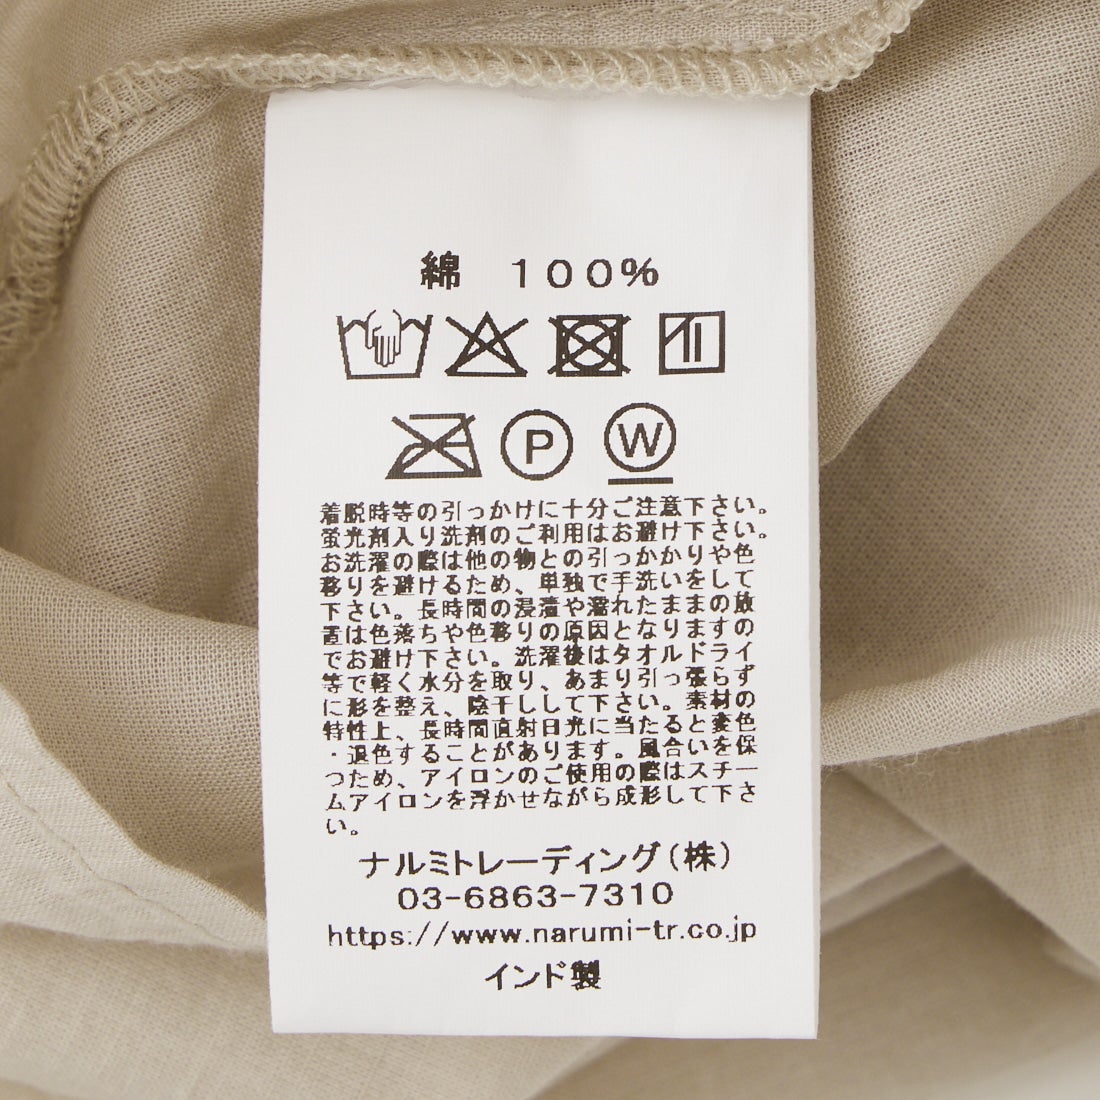 綿 100%
P W
着脱時等の引っかけに十分ご注意下さい。
蛍光剤入り洗剤のご利用はお避け下さい。
お洗濯の際は他の物との引っかかりや色
移りを避けるため、単独で手洗いをして
下さい。長時間の浸漬や濡れたままの放
置は色落ちや色移りの原因となりますの
でお避け下さい。洗濯後はタオルドライ
等で軽く水分を取り、あまり引っ張らず
に形を整え、陰干しして下さい。素材の
特性上、長時間直射日光に当たると変色
・退色することがあります。風合いを保
つため、アイロンのご使用の際はスチー
ムアイロンを浮かせながら成形して下さ
い。
ナルミトレーディング(株)
03-6863-7310
https://www.narumi-tr.co.jp
インド製